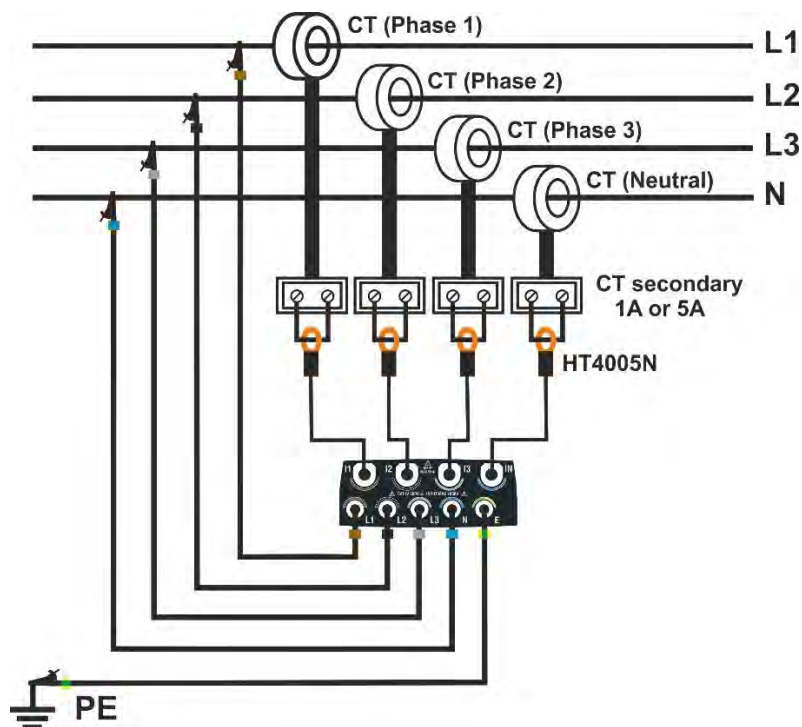 CT (Phase 1)
L1
CT (Phase 2)
L2
CT (Phase 3)
L3
CT (Neutral)
N
CT secondary
1A or 5A
HT4005N
I1 I2 I3 IN
L1 L2 L3 N E
PE